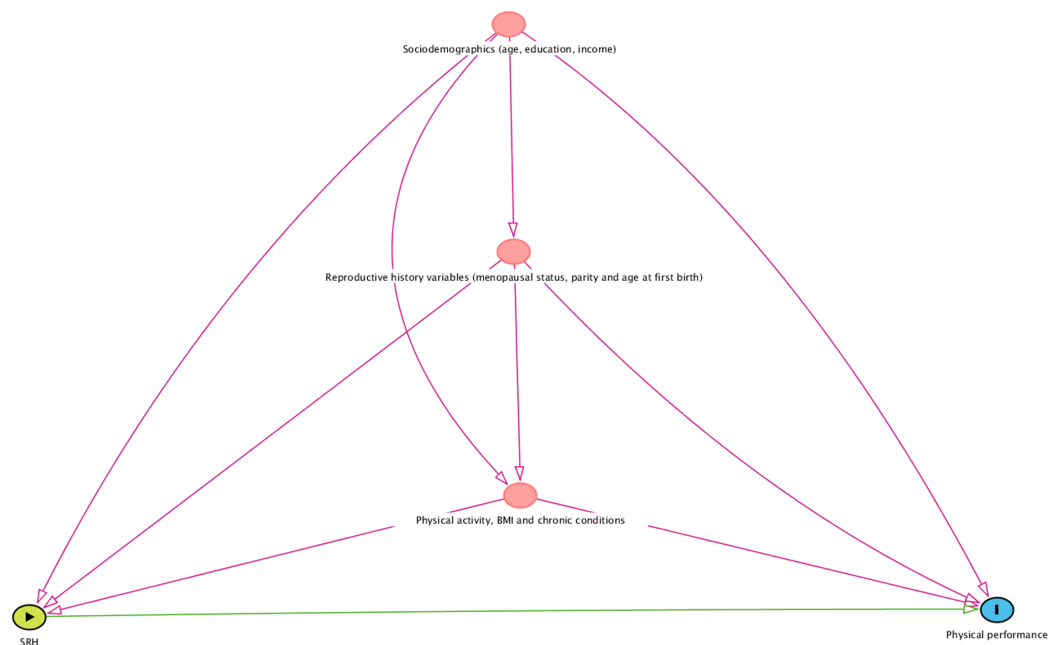 Sociodemographics (age, education, income)
Reproductive history variables (menopausal status, parity and age at first birth)
Physical activity, BMI and chronic conditions
SRH
Physical performance